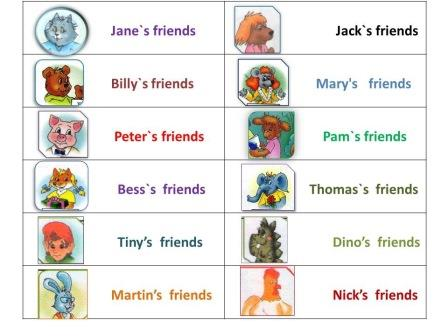 Jane`s friends
Jack`s friends
Billy`s friends
Mary's friends
Peter`s friends
Pam`s friends
Bess`s friends
Thomas`s friends
Tiny’s friends
Dino’s friends
Martin’s friends
Nick’s friends